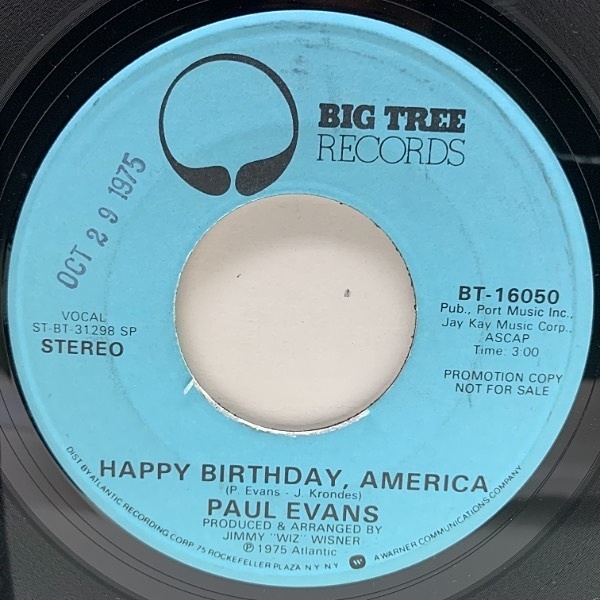 BIG TREE
RECORDS
OCT 29 1975
VOCAL
ST-BT-31298 SP
STEREO
BT-16050
Pub., Port Music Inc.,
Jay Kay Music Corp.,
ASCAP
Time: 3:00
PROMOTION COPY
NOT FOR SALE
HAPPY BIRTHDAY, AMERICA
(P. Evans - J. Krondes)
PAUL EVANS
PRODUCED & ARRANGED BY
JIMMY "WIZ" WISNER
℗ 1975 Atlantic
DIST BY ATLANTIC RECORDING CORP. 75 ROCKEFELLER PLAZA N.Y. N.Y. W A WARNER COMMUNICATIONS COMPANY